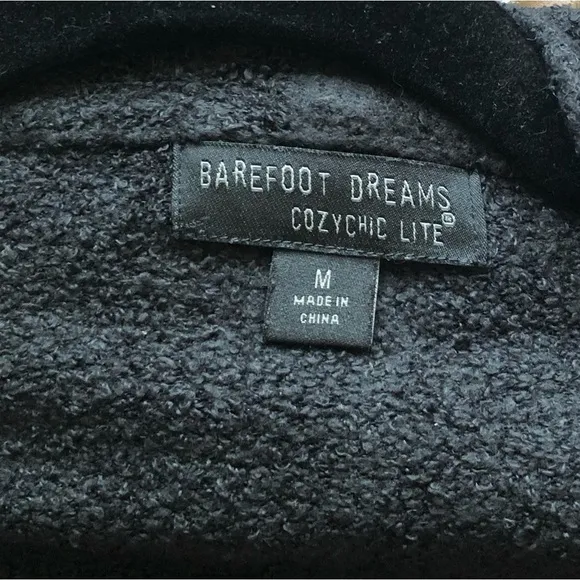 BAREFOOT DREAMS
COZYCHIC LITE®
M
MADE IN
CHINA